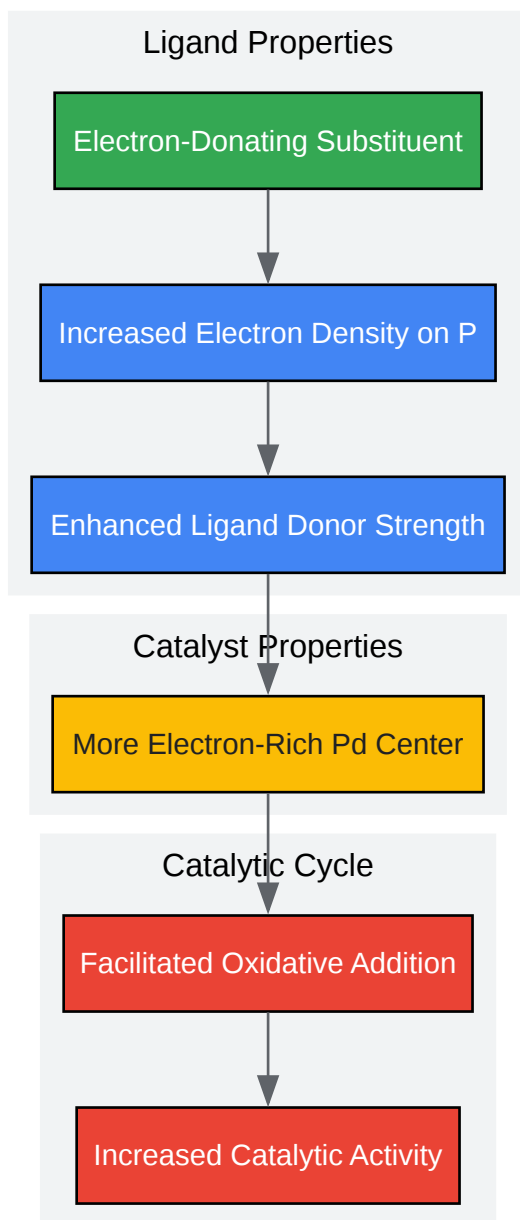 Ligand Properties
Electron-Donating Substituent
Increased Electron Density on P
Enhanced Ligand Donor Strength
Catalyst Properties
More Electron-Rich Pd Center
Catalytic Cycle
Facilitated Oxidative Addition
Increased Catalytic Activity